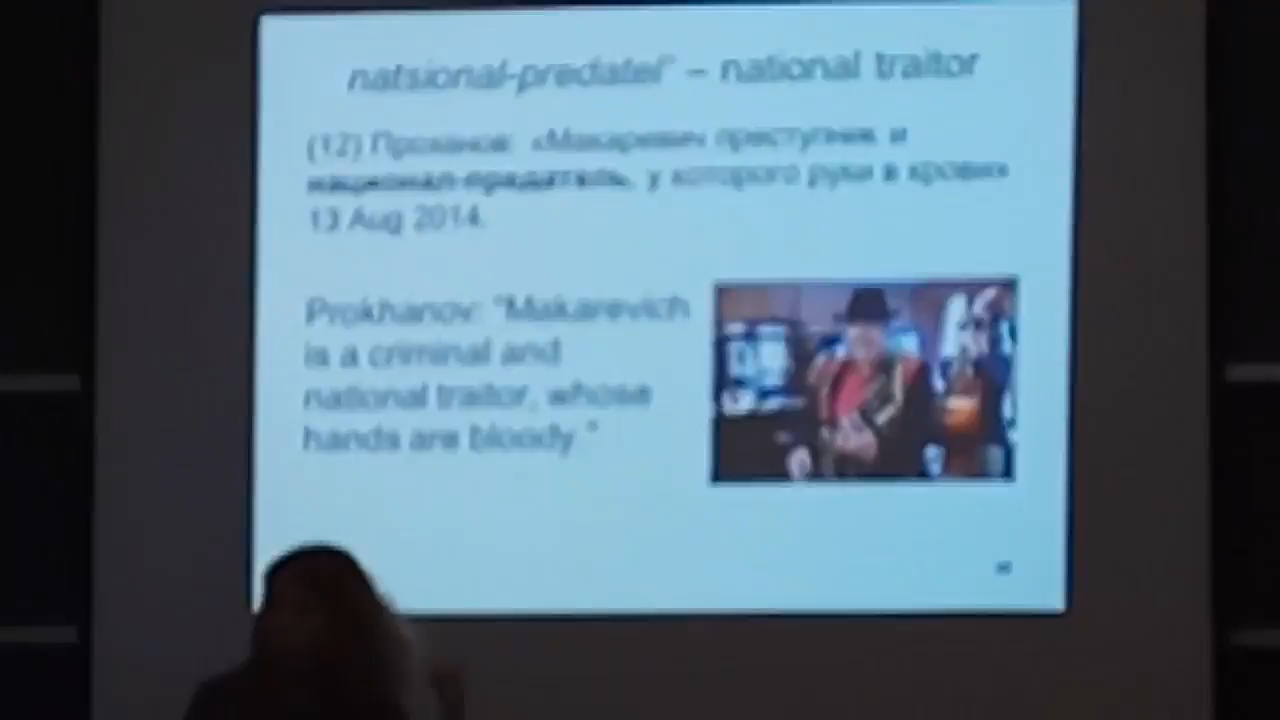 natsional-predatel' – national traitor
(12) Проханов: «Макаревич преступник и
национал-предатель, у которого руки в крови»
13 Aug 2014.
Prokhanov: "Makarevich
is a criminal and
national traitor, whose
hands are bloody."